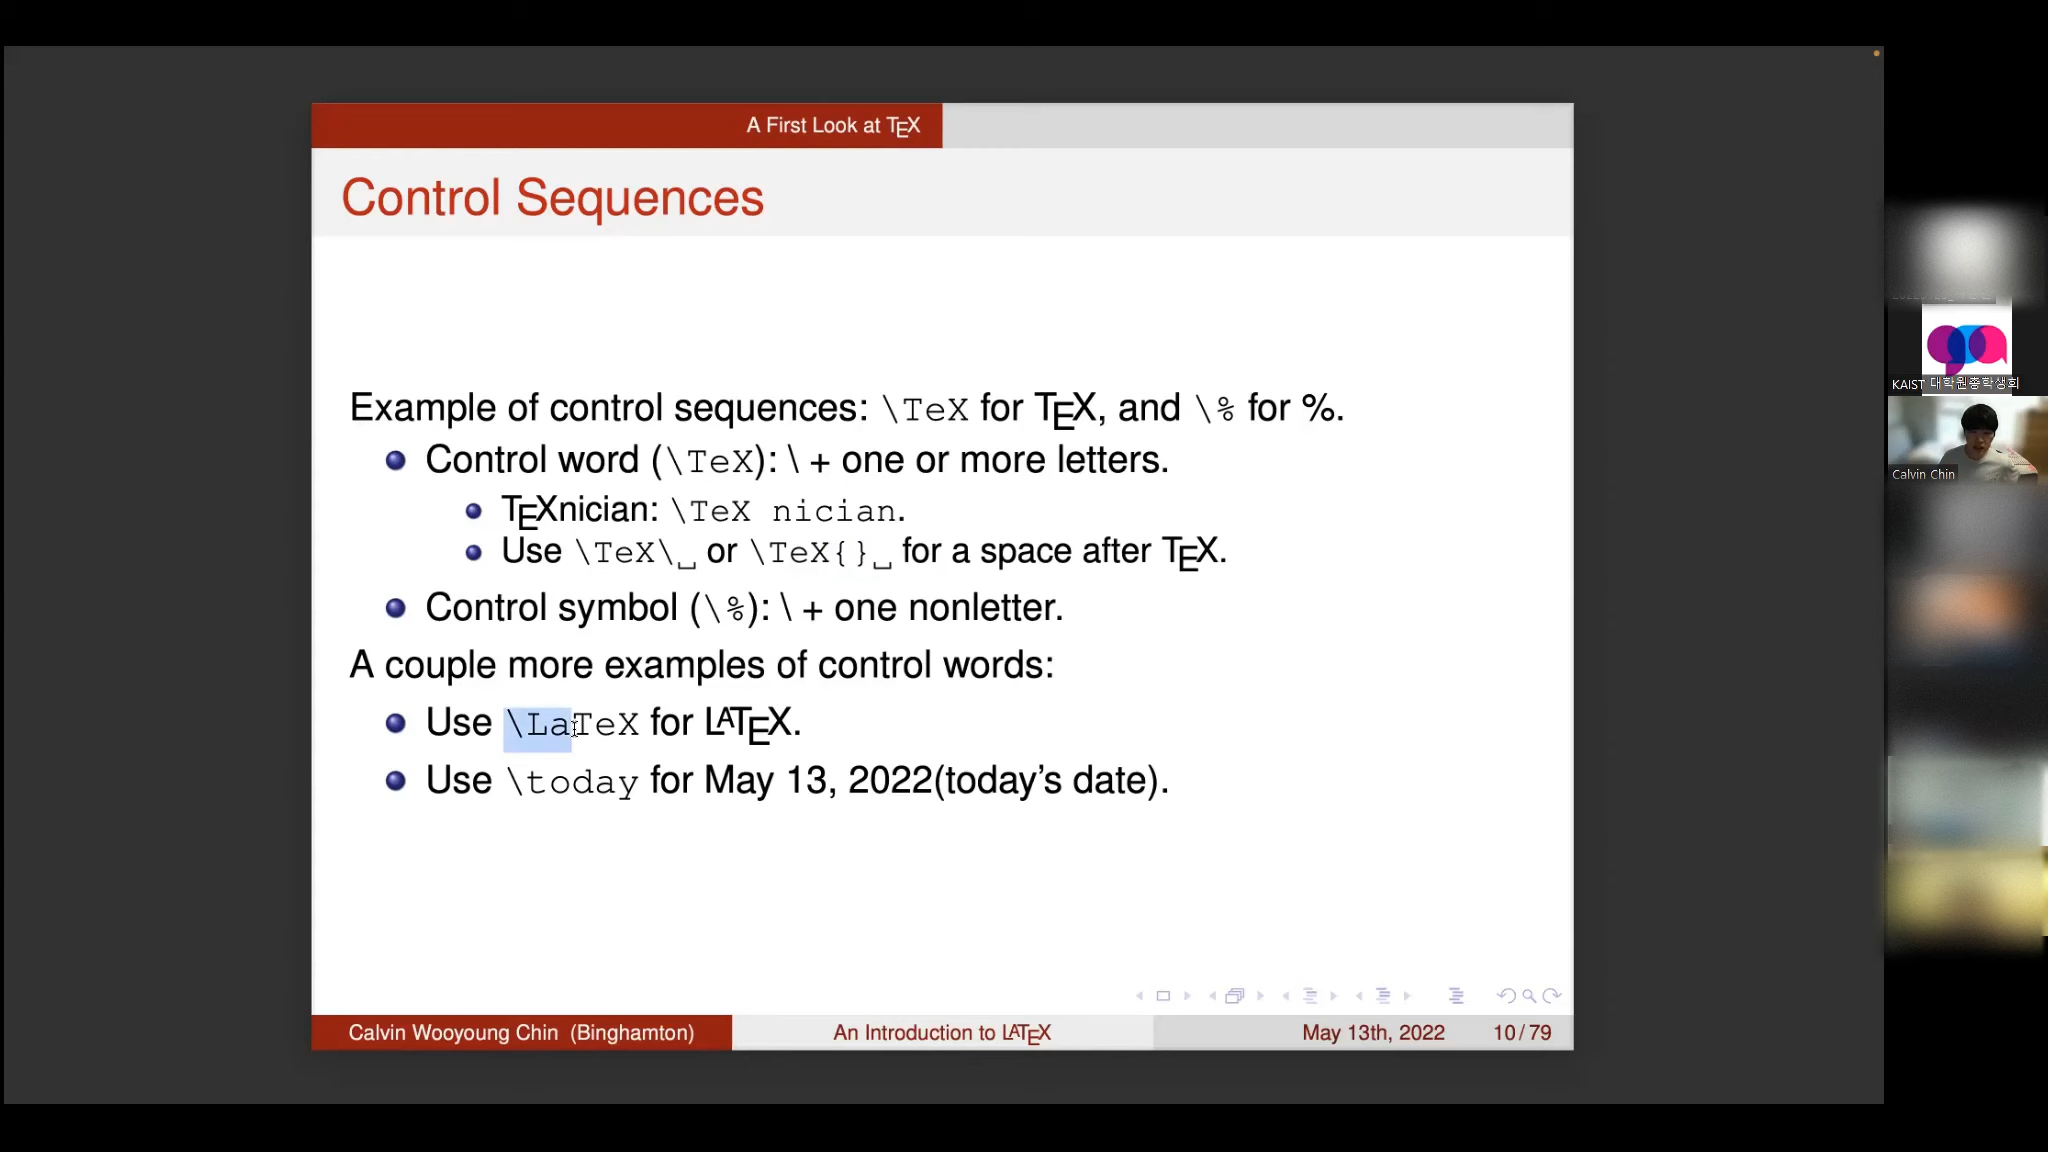 A First Look at TEX
Control Sequences
Example of control sequences: \TeX for TEX, and \% for %.
Control word (\TeX): \ + one or more letters.
TEXnician: \TeX nician.
Use \TeX\␣ or \TeX{}␣ for a space after TEX.
Control symbol (\%): \ + one nonletter.
A couple more examples of control words:
Use \LaTeX for LATEX.
Use \today for May 13, 2022(today's date).
Calvin Wooyoung Chin (Binghamton)
An Introduction to LATEX
May 13th, 2022
10/79
KAIST 대학원총학생회
Calvin Chin